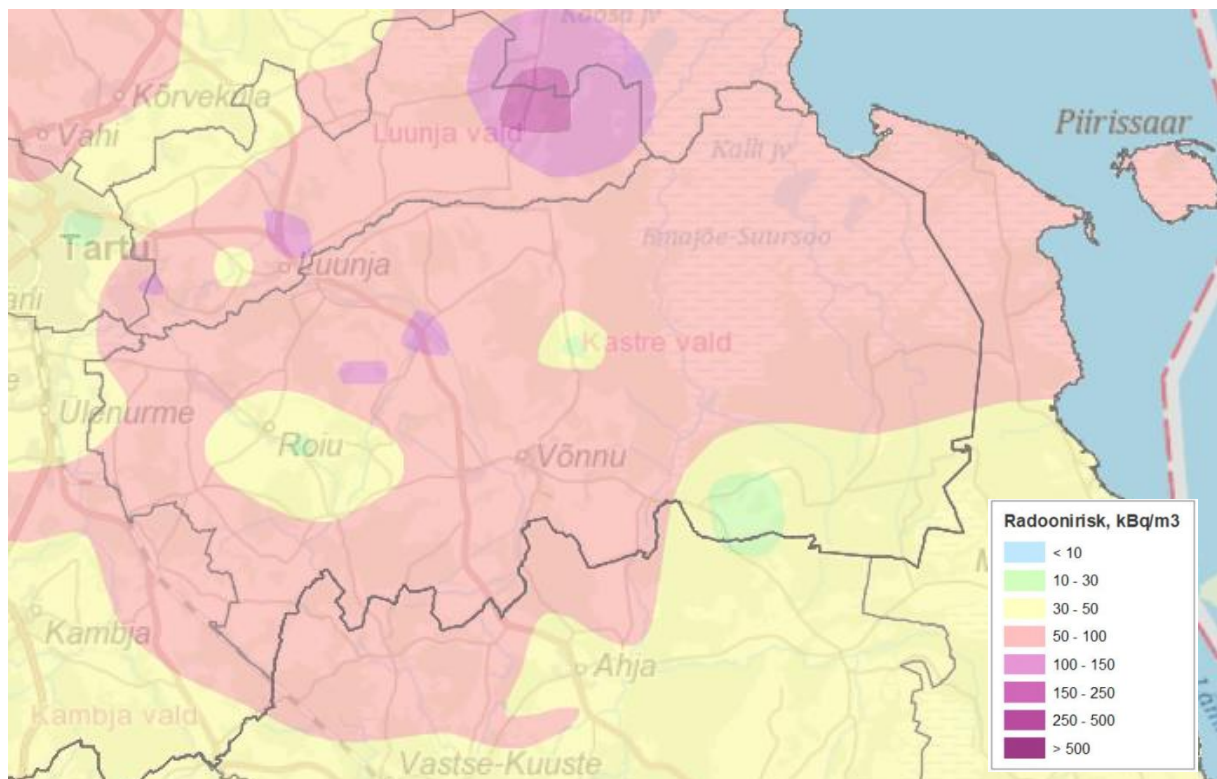 Kaosa jv
Kõrveküla
Vahi
Luunja vald
Piirissaar
Kalli jv
Emajõe-Suursoo
Tartu
Luunja
Kastre vald
Ülenurme
Roiu
Võnnu
Radoonirisk, kBq/m3
< 10
10 - 30
30 - 50
50 - 100
100 - 150
150 - 250
250 - 500
> 500
Kambja
Ahja
Kambja vald
Vastse-Kuuste